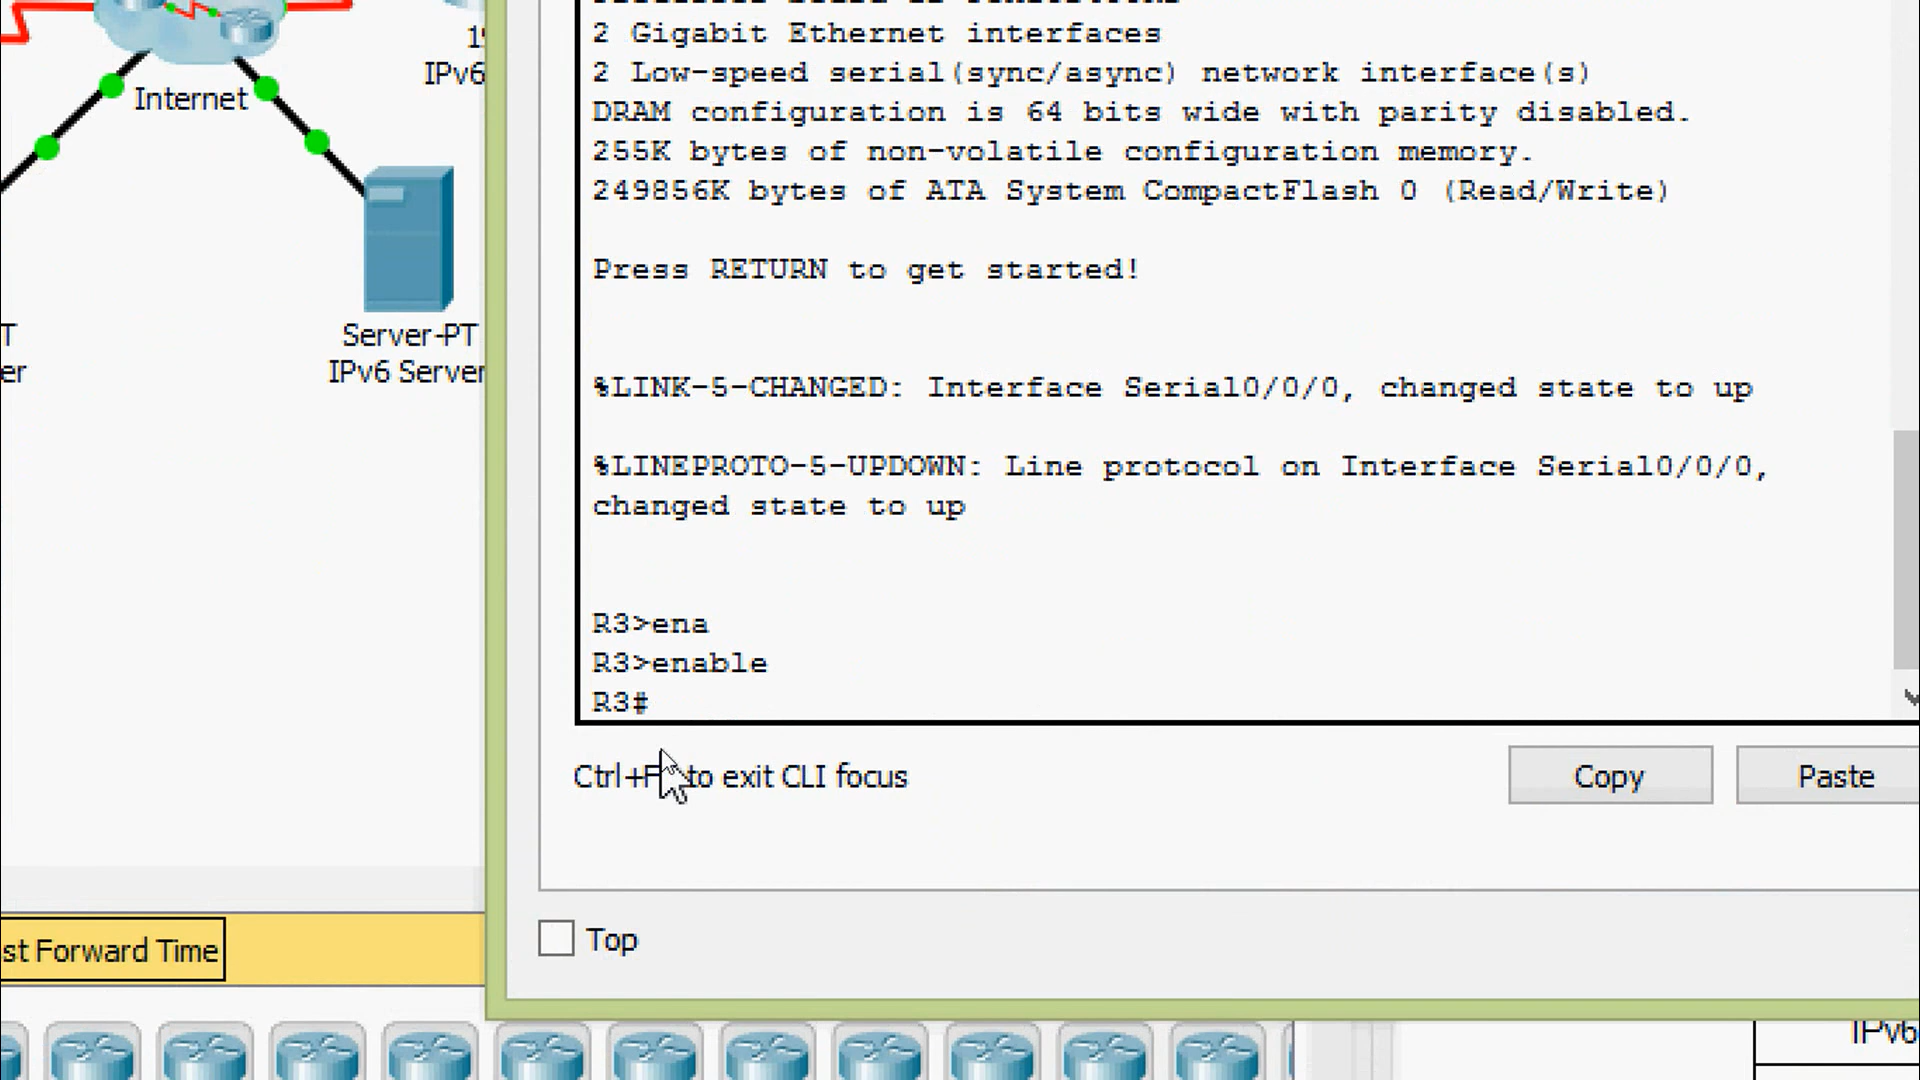 2 Gigabit Ethernet interfaces
2 Low-speed serial(sync/async) network interface(s)
DRAM configuration is 64 bits wide with parity disabled.
255K bytes of non-volatile configuration memory.
249856K bytes of ATA System CompactFlash 0 (Read/Write)
Press RETURN to get started!
%LINK-5-CHANGED: Interface Serial0/0/0, changed state to up
%LINEPROTO-5-UPDOWN: Line protocol on Interface Serial0/0/0,
changed state to up
R3>ena
R3>enable
R3#
Ctrl+F to exit CLI focus
Copy
Paste
Top
Internet
IPv6
Server-PT
IPv6 Server
T
er
st Forward Time
IPv6